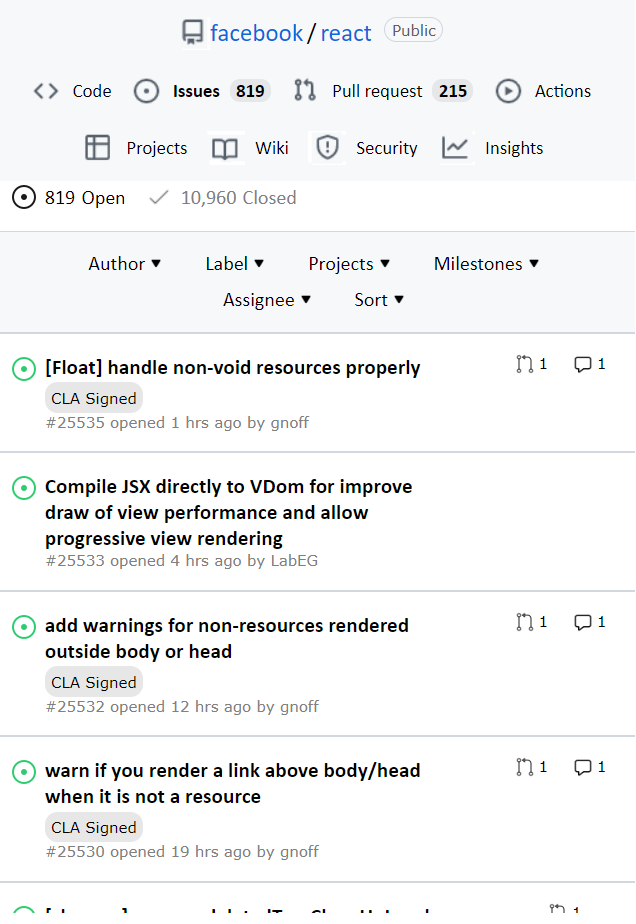 facebook / react Public
Code Issues 819 Pull request 215 Actions
Projects Wiki Security Insights
819 Open 10,960 Closed
Author Label Projects Milestones
Assignee Sort
[Float] handle non-void resources properly 1 1
CLA Signed
#25535 opened 1 hrs ago by gnoff
Compile JSX directly to VDom for improve
draw of view performance and allow
progressive view rendering
#25533 opened 4 hrs ago by LabEG
add warnings for non-resources rendered 1 1
outside body or head
CLA Signed
#25532 opened 12 hrs ago by gnoff
warn if you render a link above body/head 1 1
when it is not a resource
CLA Signed
#25530 opened 19 hrs ago by gnoff